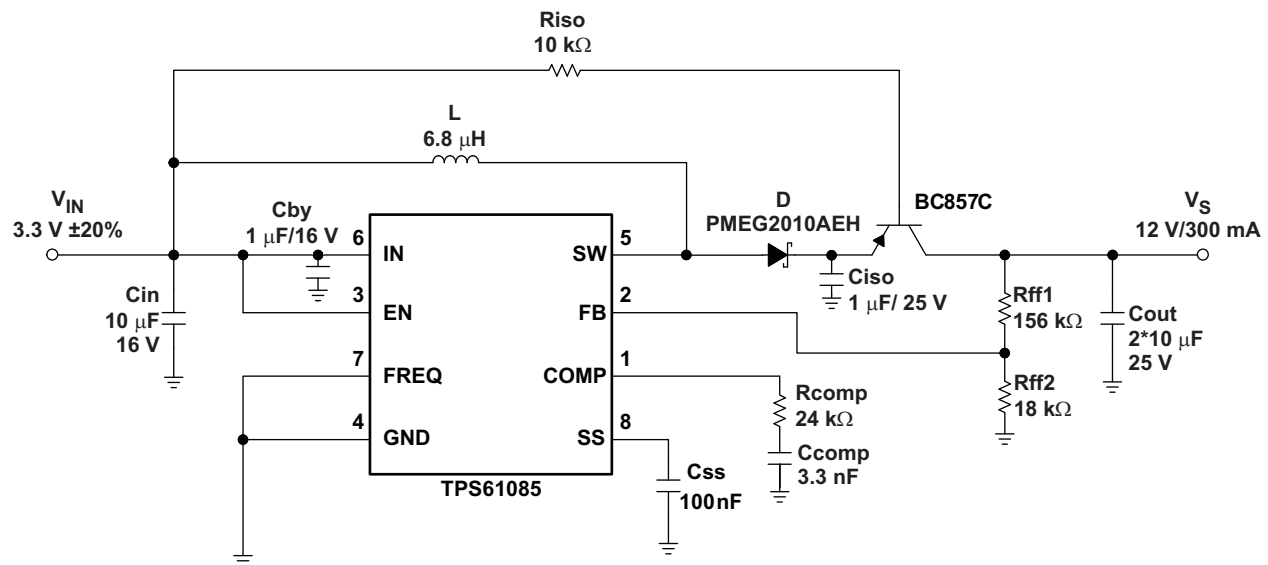 Riso
10 kΩ
L
6.8 μH
VIN
3.3 V ±20%
Cby
1 μF/16 V
D
PMEG2010AEH
BC857C
VS
12 V/300 mA
6
IN
SW
5
Cin
10 μF
16 V
3
EN
FB
2
Ciso
1 μF/ 25 V
Rff1
156 kΩ
Cout
2*10 μF
25 V
7
FREQ
COMP
1
Rcomp
24 kΩ
Rff2
18 kΩ
4
GND
SS
8
Ccomp
3.3 nF
Css
100nF
TPS61085